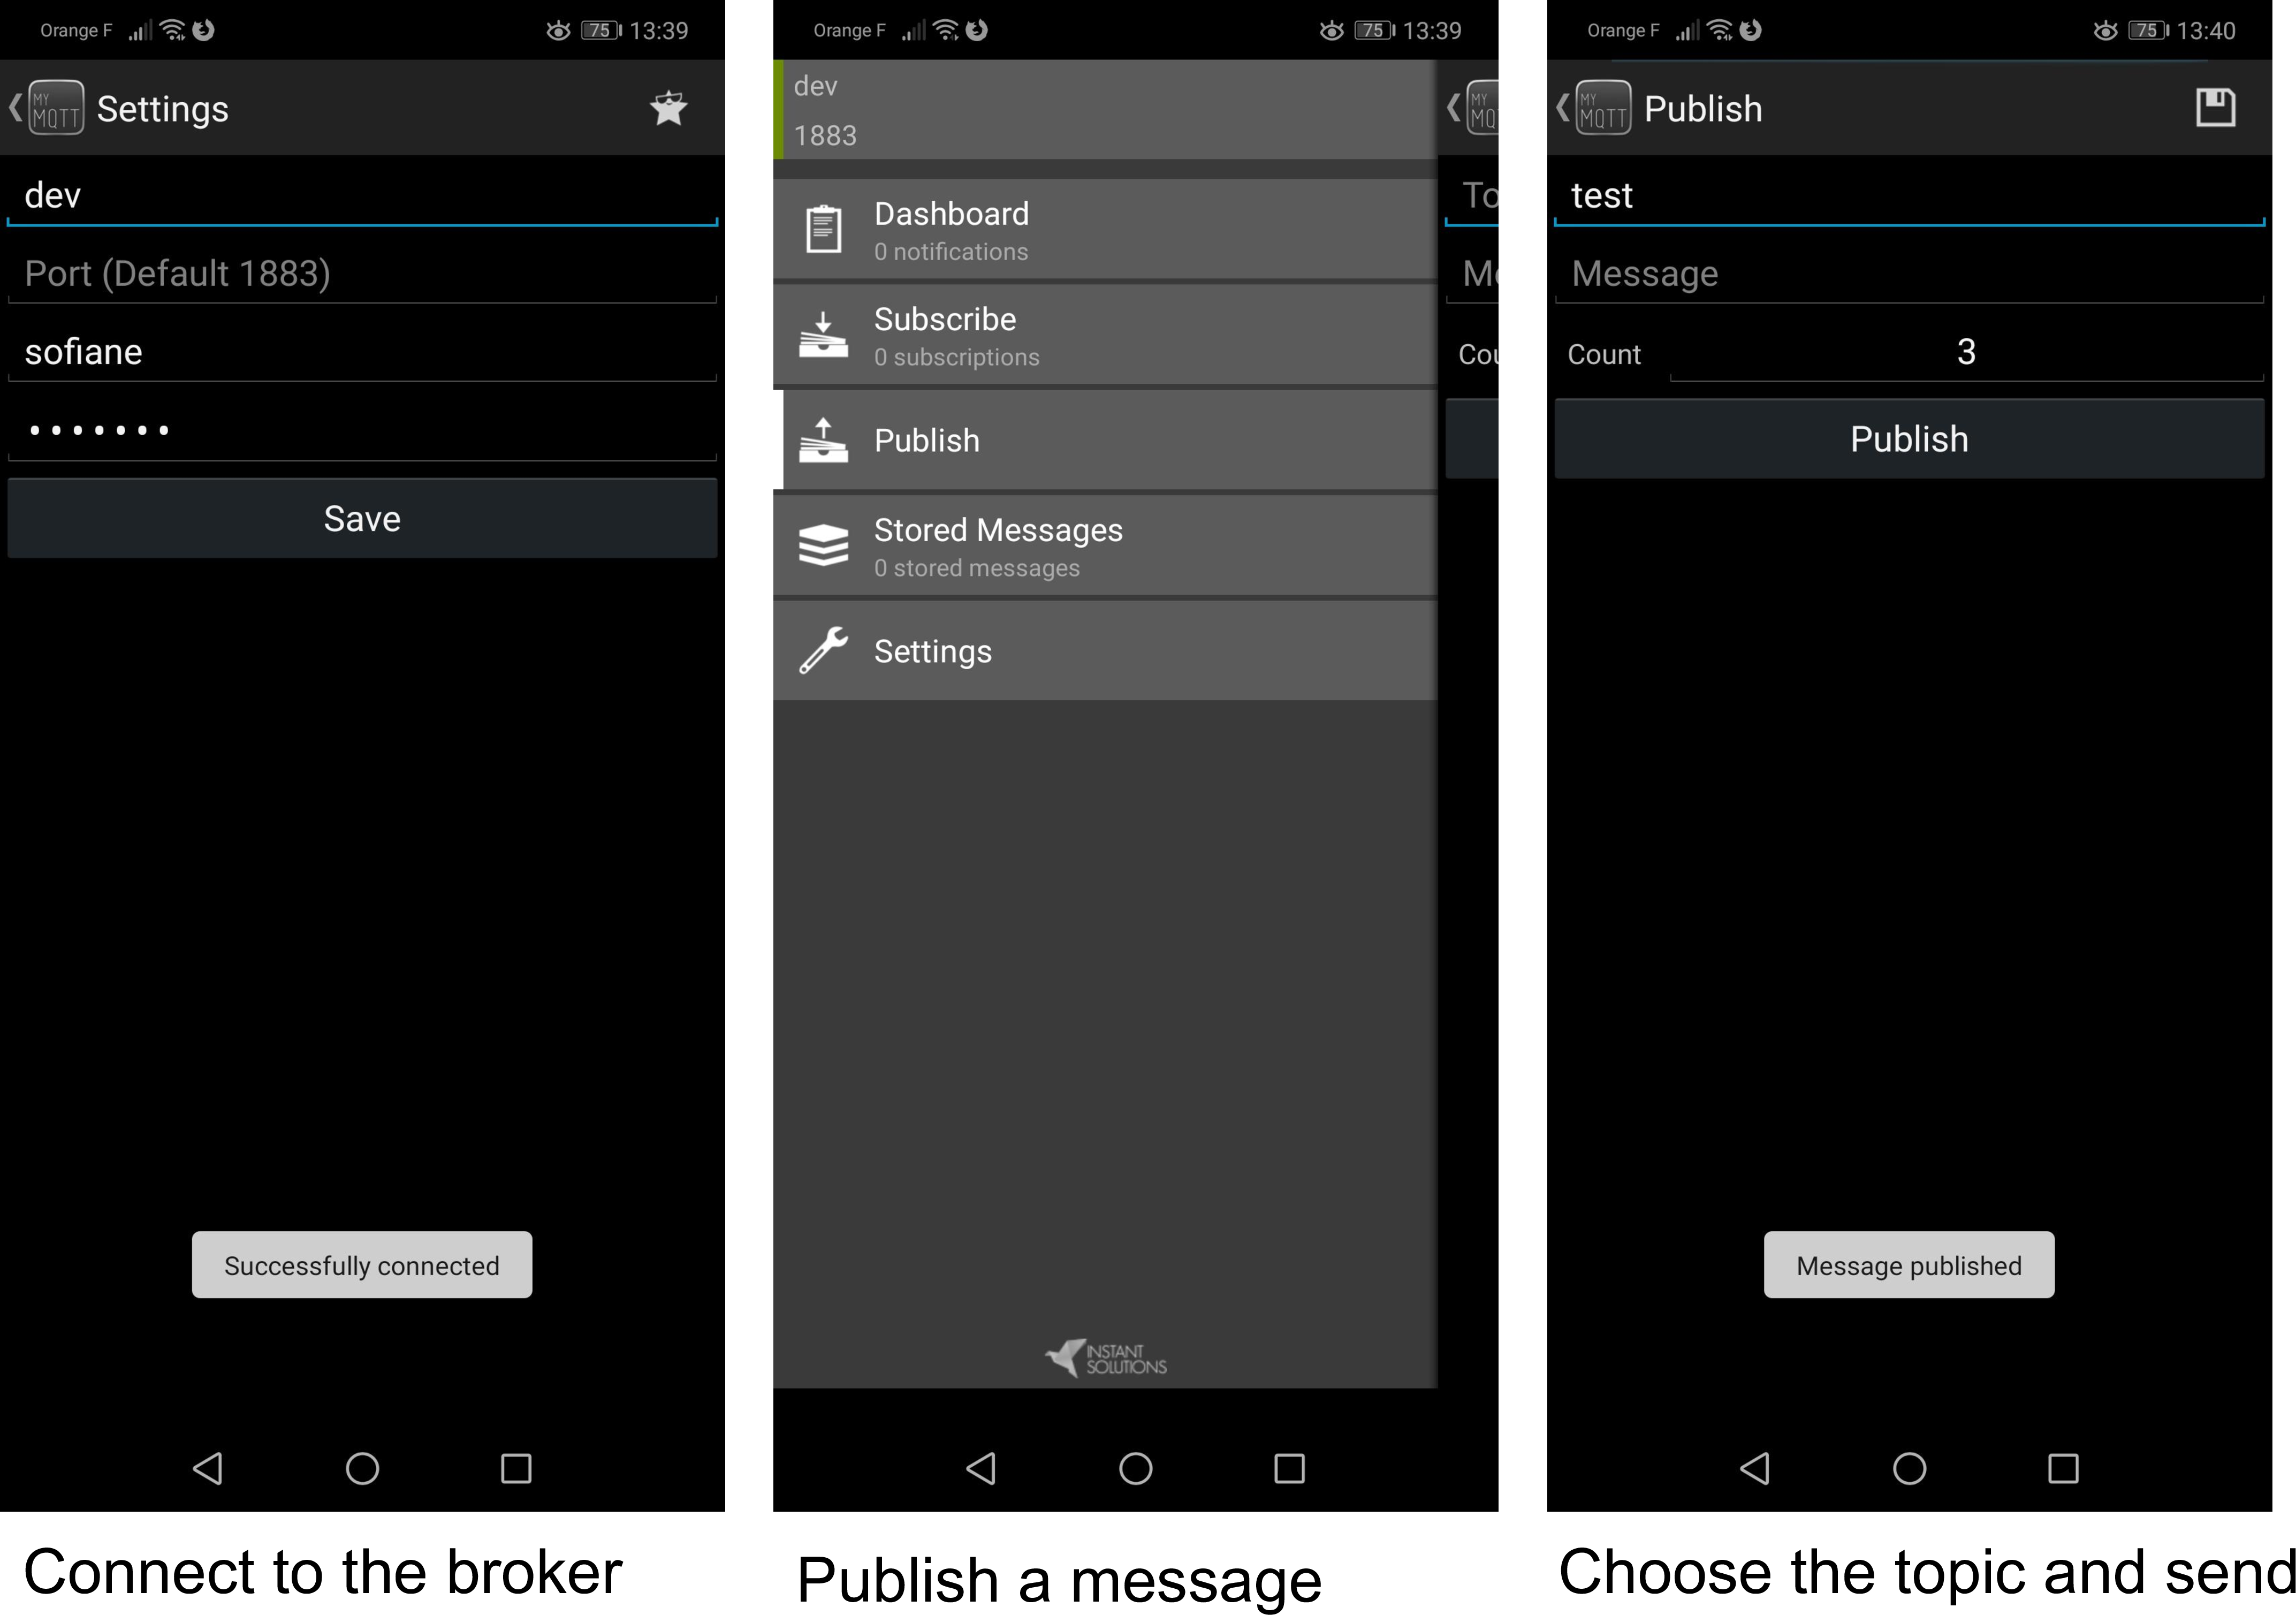 Orange F 75 13:39
MY MQTT Settings
dev
Port (Default 1883)
sofiane
•••••••
Save
Successfully connected
Connect to the broker
Orange F 75 13:39
dev
1883
Dashboard
0 notifications
Subscribe
0 subscriptions
Publish
Stored Messages
0 stored messages
Settings
INSTANT
SOLUTIONS
MY
MQ
To
Me
Cou
Publish a message
Orange F 75 13:40
MY MQTT Publish
test
Message
Count 3
Publish
Message published
Choose the topic and send